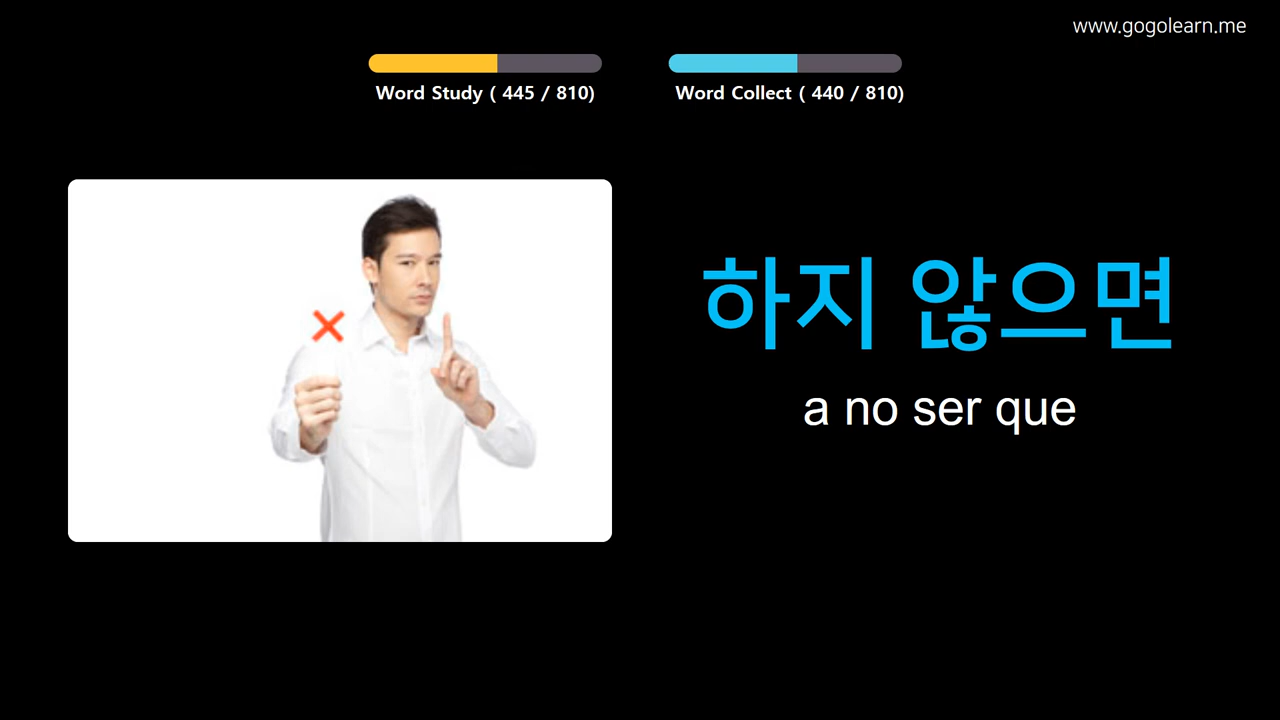 www.gogolearn.me
Word Study ( 445 / 810)
Word Collect ( 440 / 810)
하지 않으면
a no ser que